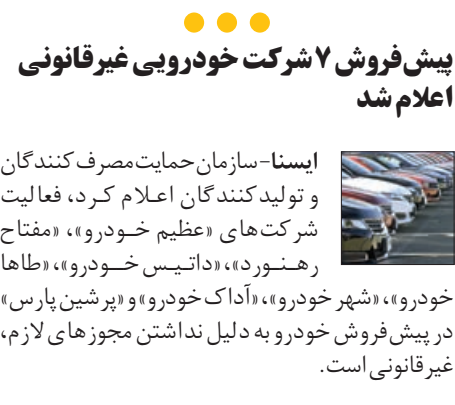 پیش‌فروش ۷ شرکت خودرویی غیرقانونی
اعلام شد
ایسنا-سازمان حمایت مصرف کنندگان
و تولیدکنندگان اعلام کرد، فعالیت
شرکت‌های «عظیم خودرو»، «مفتاح
رهنورد»، «داتیس خودرو»، «طاها
خودرو»، «شهر خودرو»، «آداک خودرو» و «پرشین پارس»
در پیش‌فروش خودرو به دلیل نداشتن مجوزهای لازم،
غیرقانونی است.